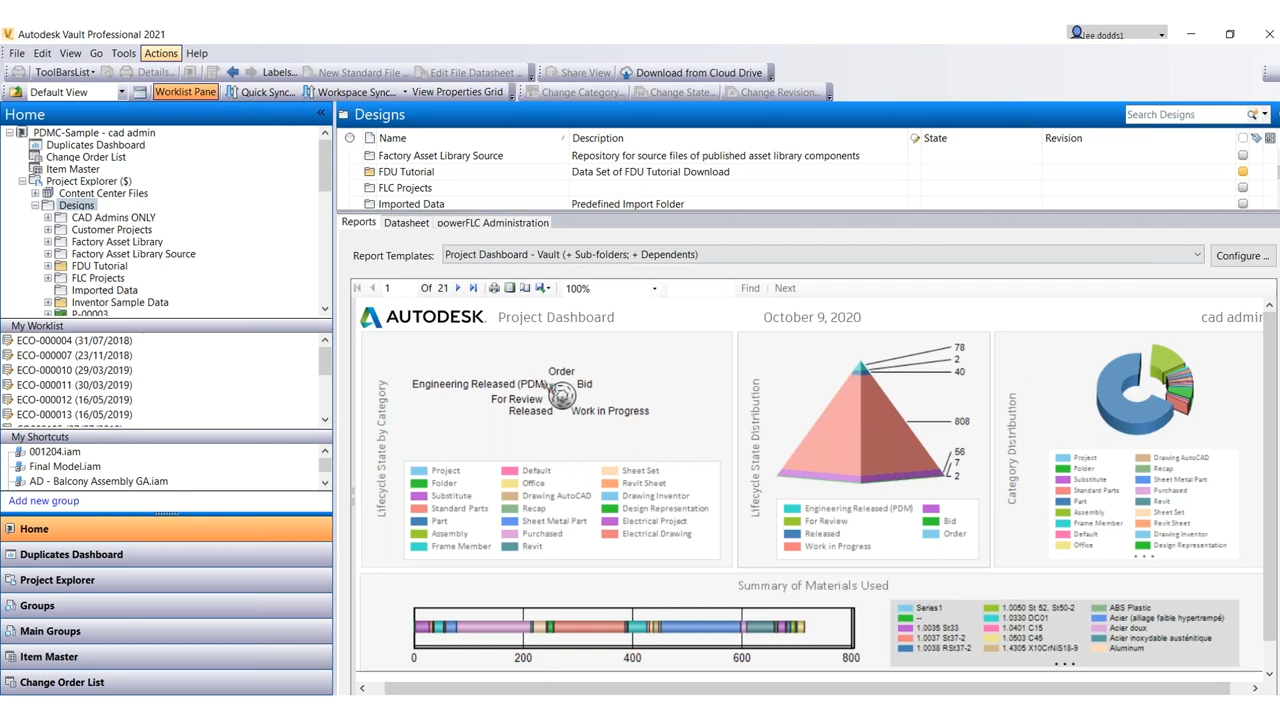 Autodesk Vault Professional 2021
lee.dodds1
File Edit View Go Tools Actions Help
ToolBarsList Details... Labels... New Standard File ... Edit File Datasheet ... Share View Download from Cloud Drive
Default View Worklist Pane Quick Sync... Workspace Sync... View Properties Grid Change Category... Change State... Change Revision...
Home
PDMC-Sample - cad admin
Duplicates Dashboard
Change Order List
Item Master
Project Explorer ($)
Content Center Files
Designs
CAD Admins ONLY
Customer Projects
Factory Asset Library
Factory Asset Library Source
FDU Tutorial
FLC Projects
Imported Data
Inventor Sample Data
P-00003
My Worklist
ECO-000004 (31/07/2018)
ECO-000007 (23/11/2018)
ECO-000010 (29/03/2019)
ECO-000011 (30/03/2019)
ECO-000012 (16/05/2019)
ECO-000013 (16/05/2019)
My Shortcuts
001204.iam
Final Model.iam
AD - Balcony Assembly GA.iam
Add new group
Home
Duplicates Dashboard
Project Explorer
Groups
Main Groups
Item Master
Change Order List
Designs
Search Designs
Name Description State Revision
Factory Asset Library Source Repository for source files of published asset library components
FDU Tutorial Data Set of FDU Tutorial Download
FLC Projects
Imported Data Predefined Import Folder
Reports Datasheet powerFLC Administration
Report Templates: Project Dashboard - Vault (+ Sub-folders; + Dependents) Configure ...
1 Of 21 100% Find Next
AUTODESK. Project Dashboard October 9, 2020 cad admin
Lifecycle State by Category
Order
Engineering Released (PDM) Bid
For Review
Released Work in Progress
Project Default Sheet Set
Folder Office Revit Sheet
Substitute Drawing AutoCAD Drawing Inventor
Standard Parts Recap Design Representation
Part Sheet Metal Part Electrical Project
Assembly Purchased Electrical Drawing
Frame Member Revit
Lifecycle State Distribution
78
2
40
808
56
7
2
Engineering Released (PDM)
For Review Bid
Released Order
Work in Progress
Category Distribution
Project Drawing AutoCAD
Folder Recap
Substitute Sheet Metal Part
Standard Parts Purchased
Part Revit
Assembly Sheet Set
Frame Member Revit Sheet
Default Drawing Inventor
Office Design Representation
Summary of Materials Used
0 200 400 600 800
Series1 1.0050 St 52, St50-2 ABS Plastic
-- 1.0330 DC01 Acier (alliage faible hypertrempé)
1.0035 St33 1.0401 C15 Acier doux
1.0037 St37-2 1.0503 C45 Acier inoxydable austénitique
1.0038 RSt37-2 1.4305 X10CrNiS18-9 Aluminum